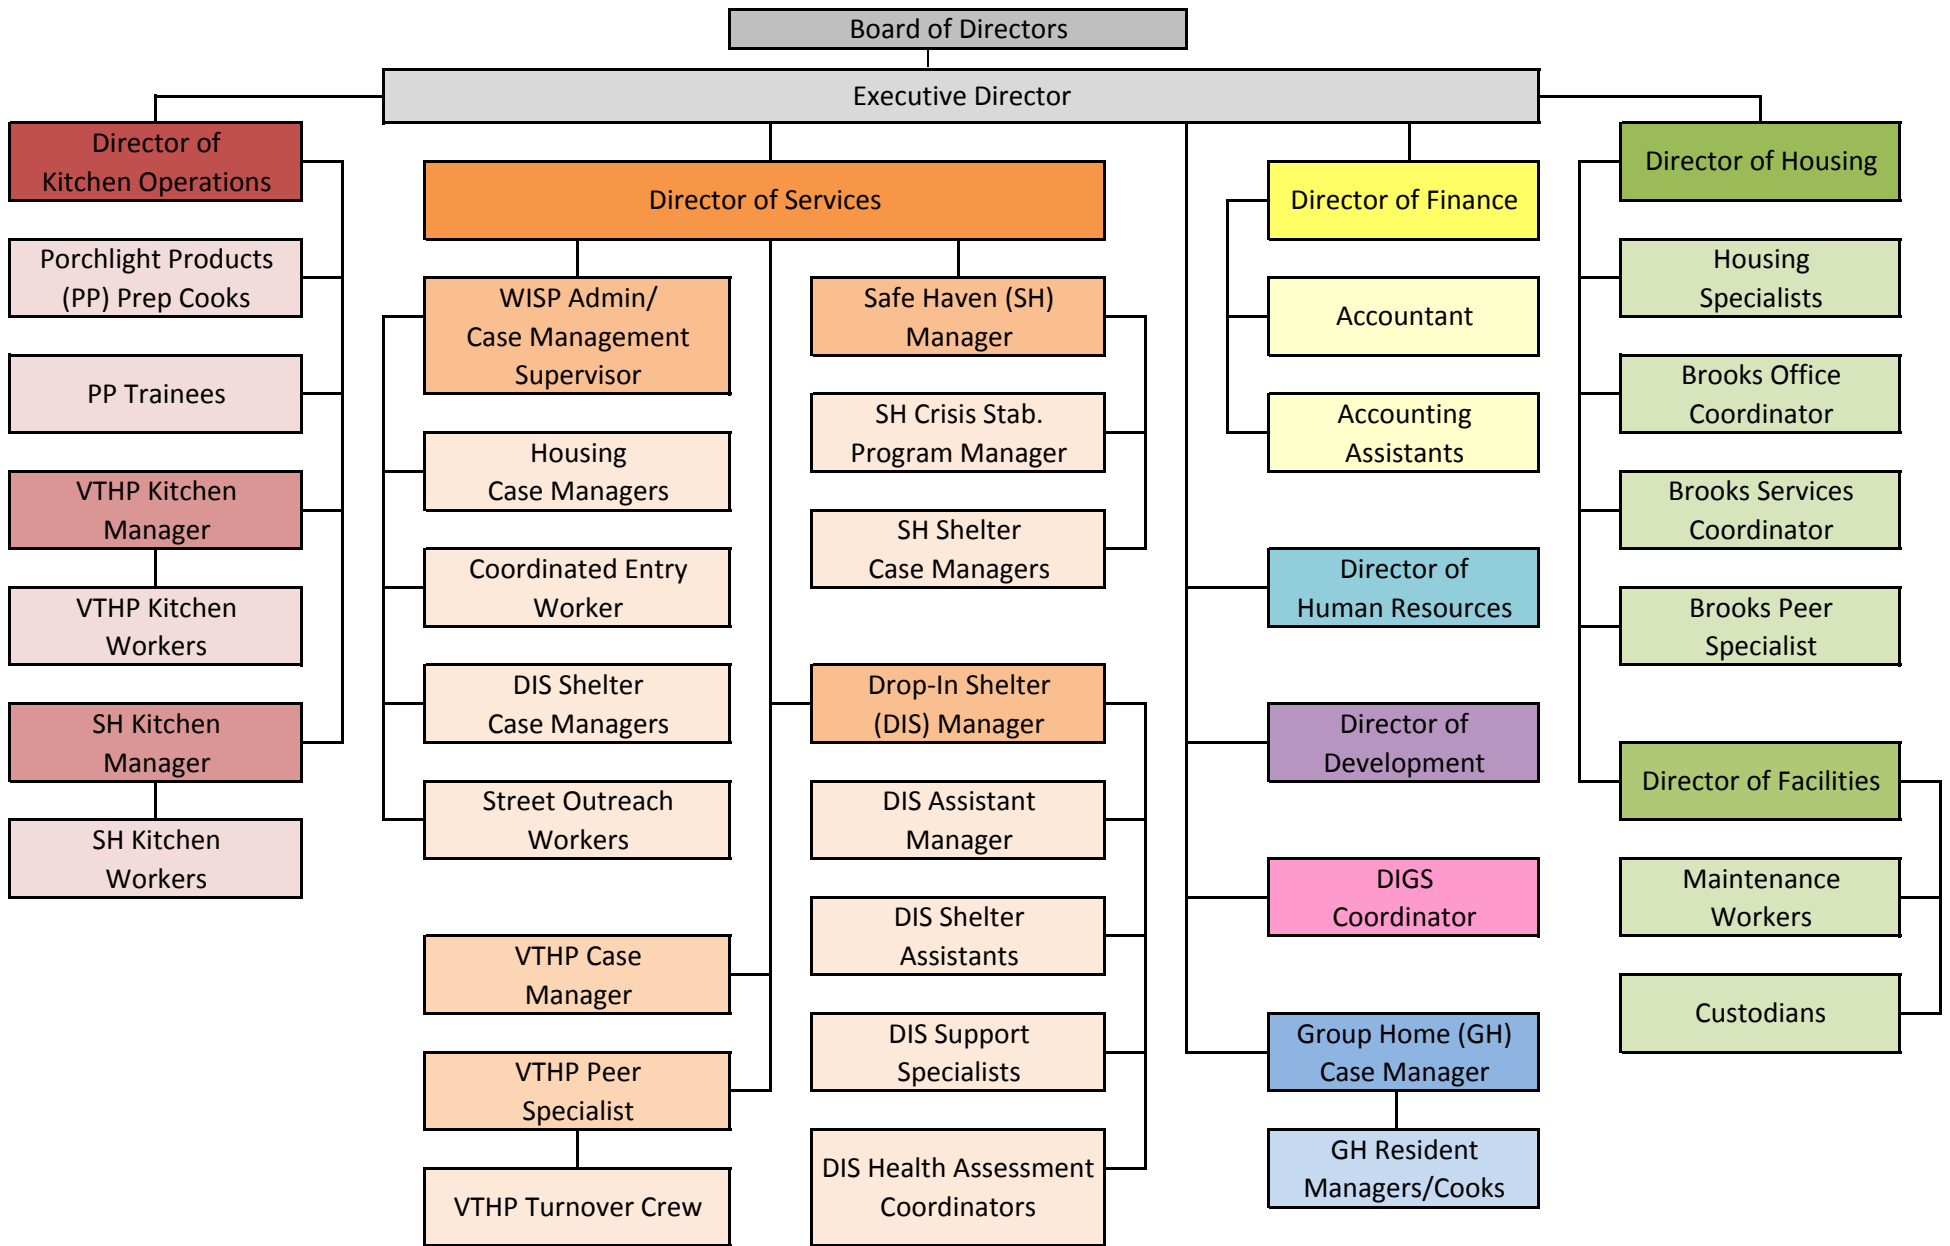 Board of Directors
Executive Director
Director of
Kitchen Operations
Porchlight Products
(PP) Prep Cooks
PP Trainees
VTHP Kitchen
Manager
VTHP Kitchen
Workers
SH Kitchen
Manager
SH Kitchen
Workers
Director of Services
WISP Admin/
Case Management
Supervisor
Housing
Case Managers
Coordinated Entry
Worker
DIS Shelter
Case Managers
Street Outreach
Workers
VTHP Case
Manager
VTHP Peer
Specialist
VTHP Turnover Crew
Safe Haven (SH)
Manager
SH Crisis Stab.
Program Manager
SH Shelter
Case Managers
Drop-In Shelter
(DIS) Manager
DIS Assistant
Manager
DIS Shelter
Assistants
DIS Support
Specialists
DIS Health Assessment
Coordinators
Director of Finance
Accountant
Accounting
Assistants
Director of
Human Resources
Director of
Development
DIGS
Coordinator
Group Home (GH)
Case Manager
GH Resident
Managers/Cooks
Director of Housing
Housing
Specialists
Brooks Office
Coordinator
Brooks Services
Coordinator
Brooks Peer
Specialist
Director of Facilities
Maintenance
Workers
Custodians